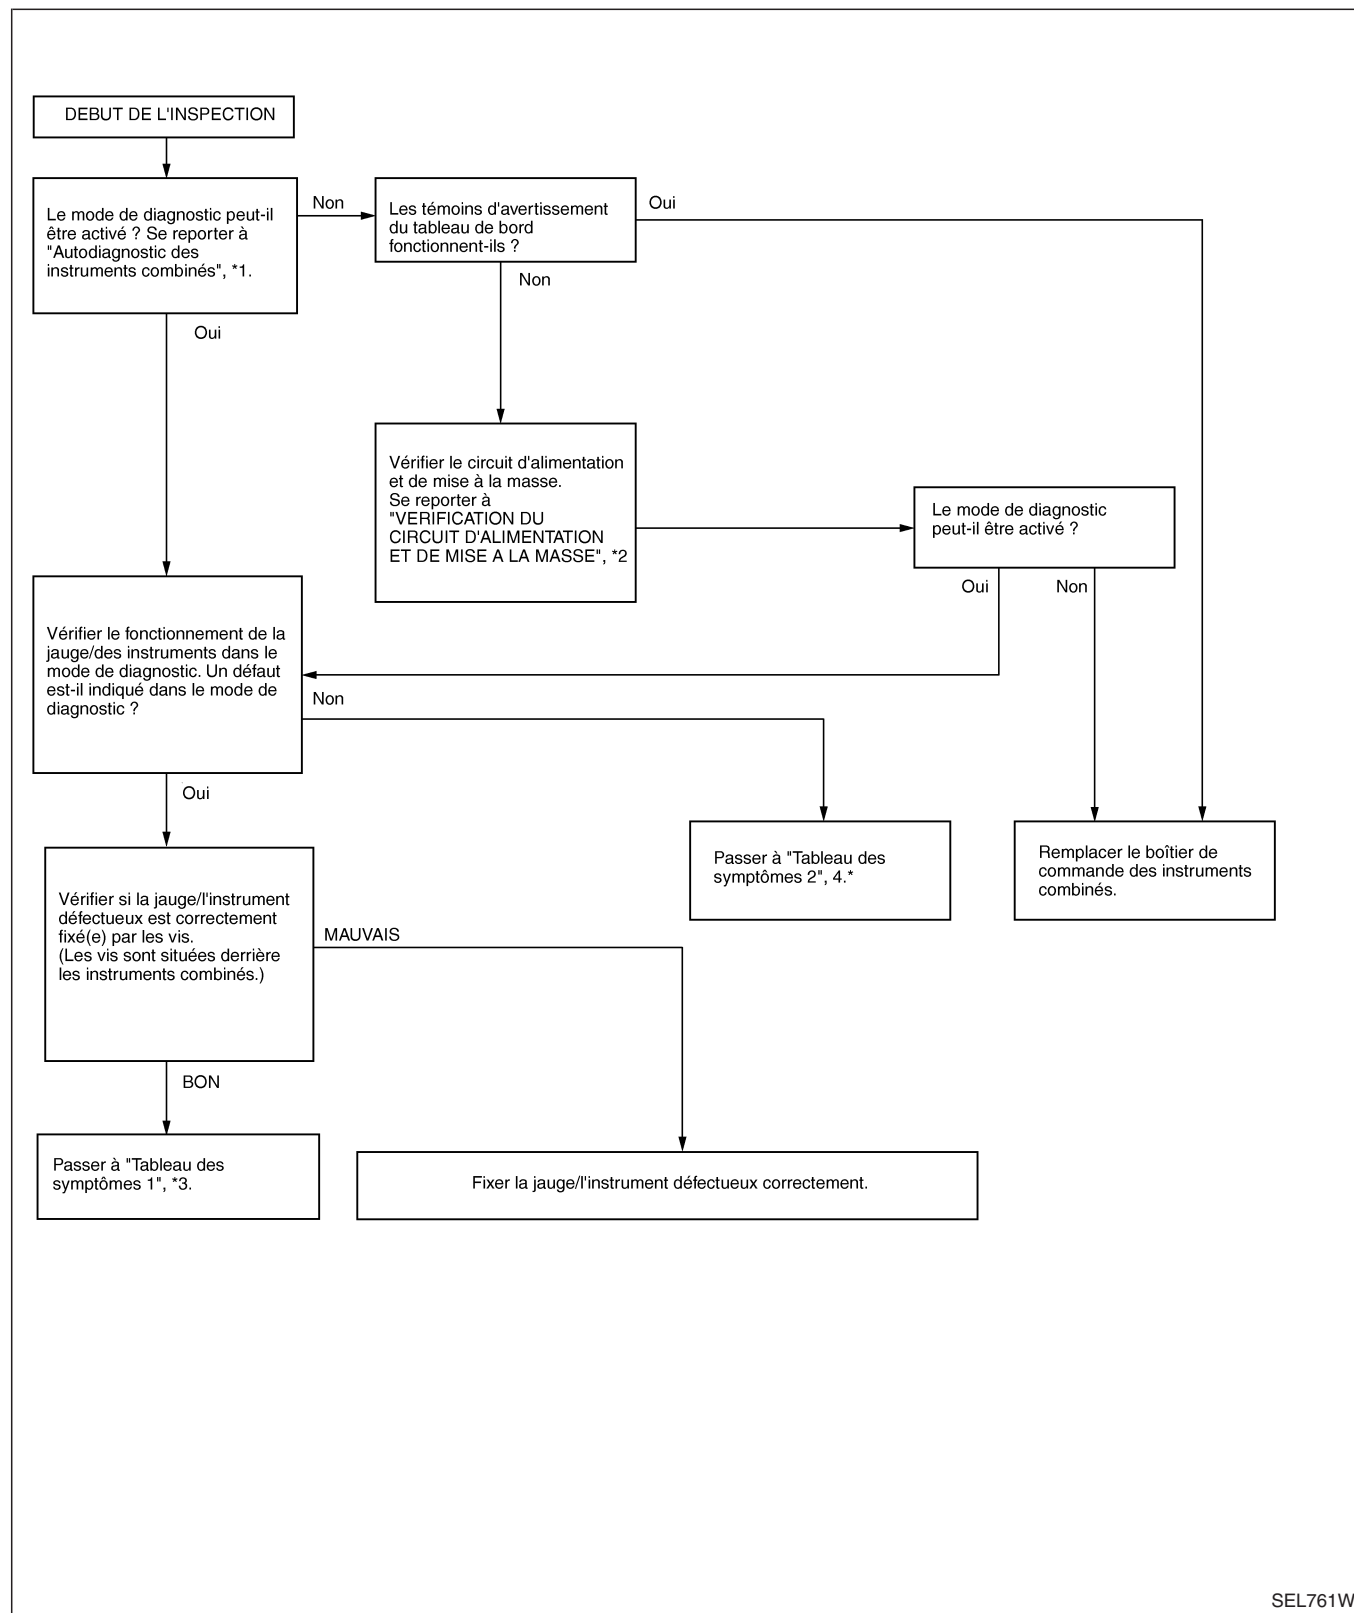 DEBUT DE L'INSPECTION
Le mode de diagnostic peut-il
être activé ? Se reporter à
"Autodiagnostic des
instruments combinés", *1.
Non
Les témoins d'avertissement
du tableau de bord
fonctionnent-ils ?
Oui
Non
Oui
Vérifier le circuit d'alimentation
et de mise à la masse.
Se reporter à
"VERIFICATION DU
CIRCUIT D'ALIMENTATION
ET DE MISE A LA MASSE", *2
Le mode de diagnostic
peut-il être activé ?
Oui
Non
Vérifier le fonctionnement de la
jauge/des instruments dans le
mode de diagnostic. Un défaut
est-il indiqué dans le mode de
diagnostic ?
Non
Oui
Passer à "Tableau des
symptômes 2", 4.*
Remplacer le boîtier de
commande des instruments
combinés.
Vérifier si la jauge/l'instrument
défectueux est correctement
fixé(e) par les vis.
(Les vis sont situées derrière
les instruments combinés.)
MAUVAIS
BON
Passer à "Tableau des
symptômes 1", *3.
Fixer la jauge/l'instrument défectueux correctement.
SEL761W